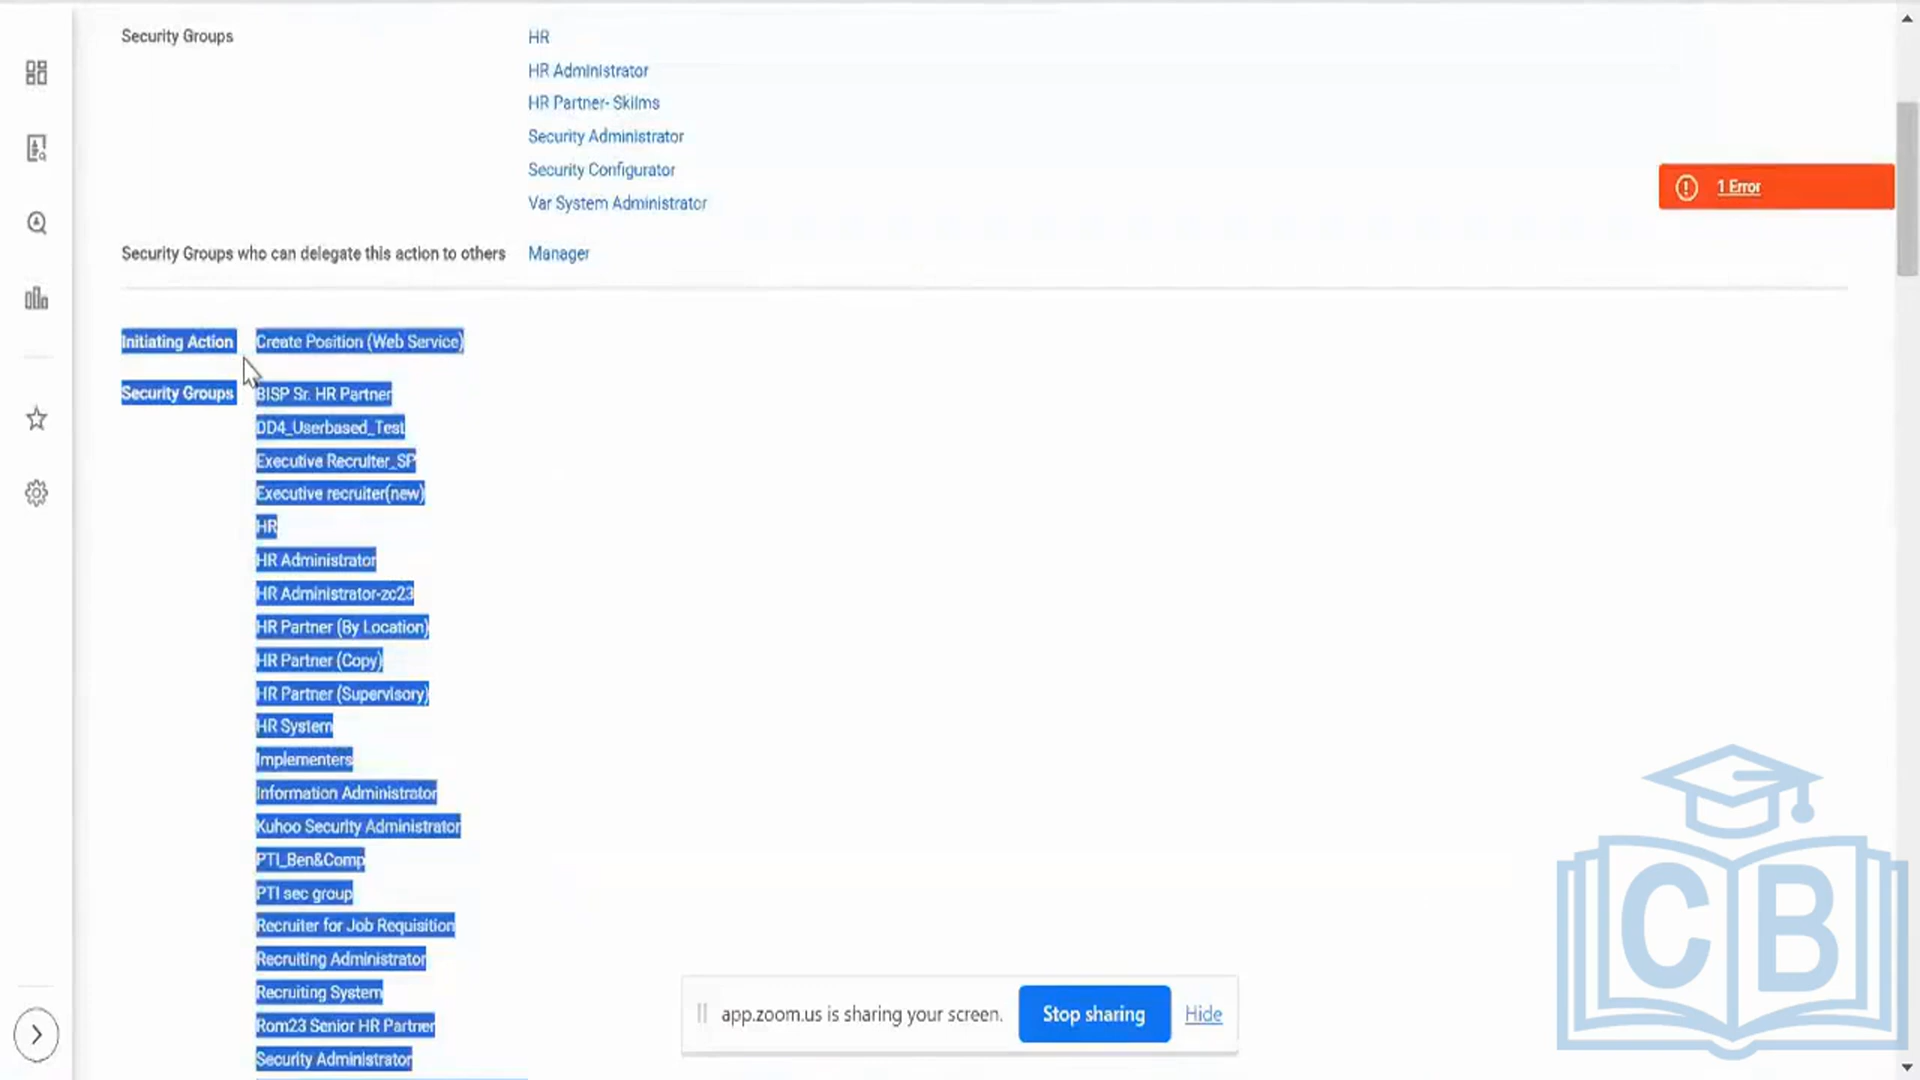 Security Groups HR
HR Administrator
HR Partner- Skilms
Security Administrator
Security Configurator
Var System Administrator
1 Error
Security Groups who can delegate this action to others Manager
Initiating Action Create Position (Web Service)
Security Groups BISP Sr. HR Partner
DD4_Userbased_Test
Executive Recruiter_SP
Executive recruiter(new)
HR
HR Administrator
HR Administrator-zc23
HR Partner (By Location)
HR Partner (Copy)
HR Partner (Supervisory)
HR System
Implementers
Information Administrator
Kuhoo Security Administrator
PTI_Ben&Comp
PTI sec group
Recruiter for Job Requisition
Recruiting Administrator
Recruiting System
Rom23 Senior HR Partner
Security Administrator
app.zoom.us is sharing your screen. Stop sharing Hide
CB